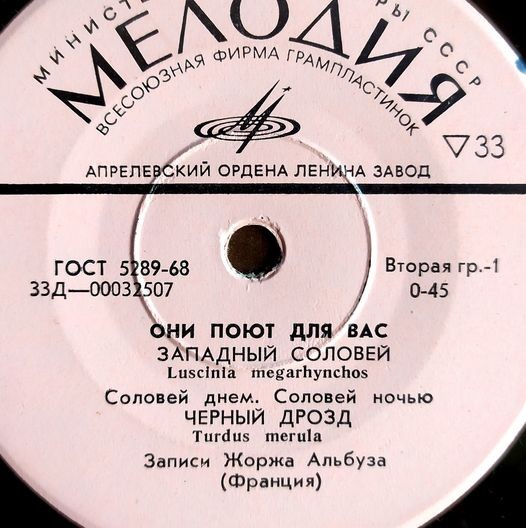 МИНИСТЕ РЫ СССР
МЕЛОДИЯ
ВСЕСОЮЗНАЯ ФИРМА ГРАМПЛАСТИНОК
▽33
АПРЕЛЕВСКИЙ ОРДЕНА ЛЕНИНА ЗАВОД
ГОСТ 5289-68
33Д—00032507
Вторая гр.-1
0-45
ОНИ ПОЮТ ДЛЯ ВАС
ЗАПАДНЫЙ СОЛОВЕЙ
Luscinia megarhynchos
Соловей днем. Соловей ночью
ЧЕРНЫЙ ДРОЗД
Turdus merula
Записи Жоржа Альбуза
(Франция)